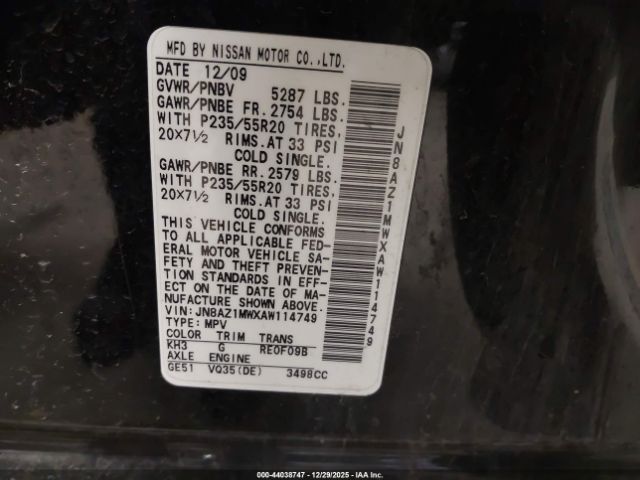 MFD BY NISSAN MOTOR CO.,LTD.
DATE 12/09
GVWR/PNBV 5287 LBS.
GAWR/PNBE FR. 2754 LBS.
WITH P235/55R20 TIRES,
20X7½ RIMS.AT 33 PSI
COLD SINGLE.
GAWR/PNBE RR. 2579 LBS.
WITH P235/55R20 TIRES,
20X7½ RIMS.AT 33 PSI
COLD SINGLE.
THIS VEHICLE CONFORMS
TO ALL APPLICABLE FED-
ERAL MOTOR VEHICLE SA-
FETY AND THEFT PREVEN-
TION STANDARDS IN EFF-
ECT ON THE DATE OF MA-
NUFACTURE SHOWN ABOVE.
VIN:JN8AZ1MWXAW114749
TYPE:MPV
COLOR TRIM TRANS
KH3 G RE0F09B
AXLE ENGINE
GE51 VQ35(DE) 3498CC
JN8AZ1MWXAW114749
000-44038747 - 12/29/2025 - IAA Inc.